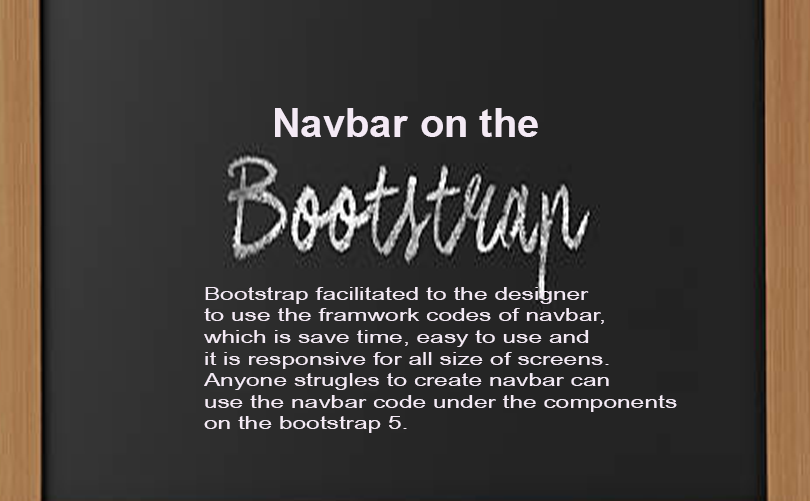 Navbar on the
Bootstrap
Bootstrap facilitated to the designer
to use the framwork codes of navbar,
which is save time, easy to use and
it is responsive for all size of screens.
Anyone strugles to create navbar can
use the navbar code under the components
on the bootstrap 5.